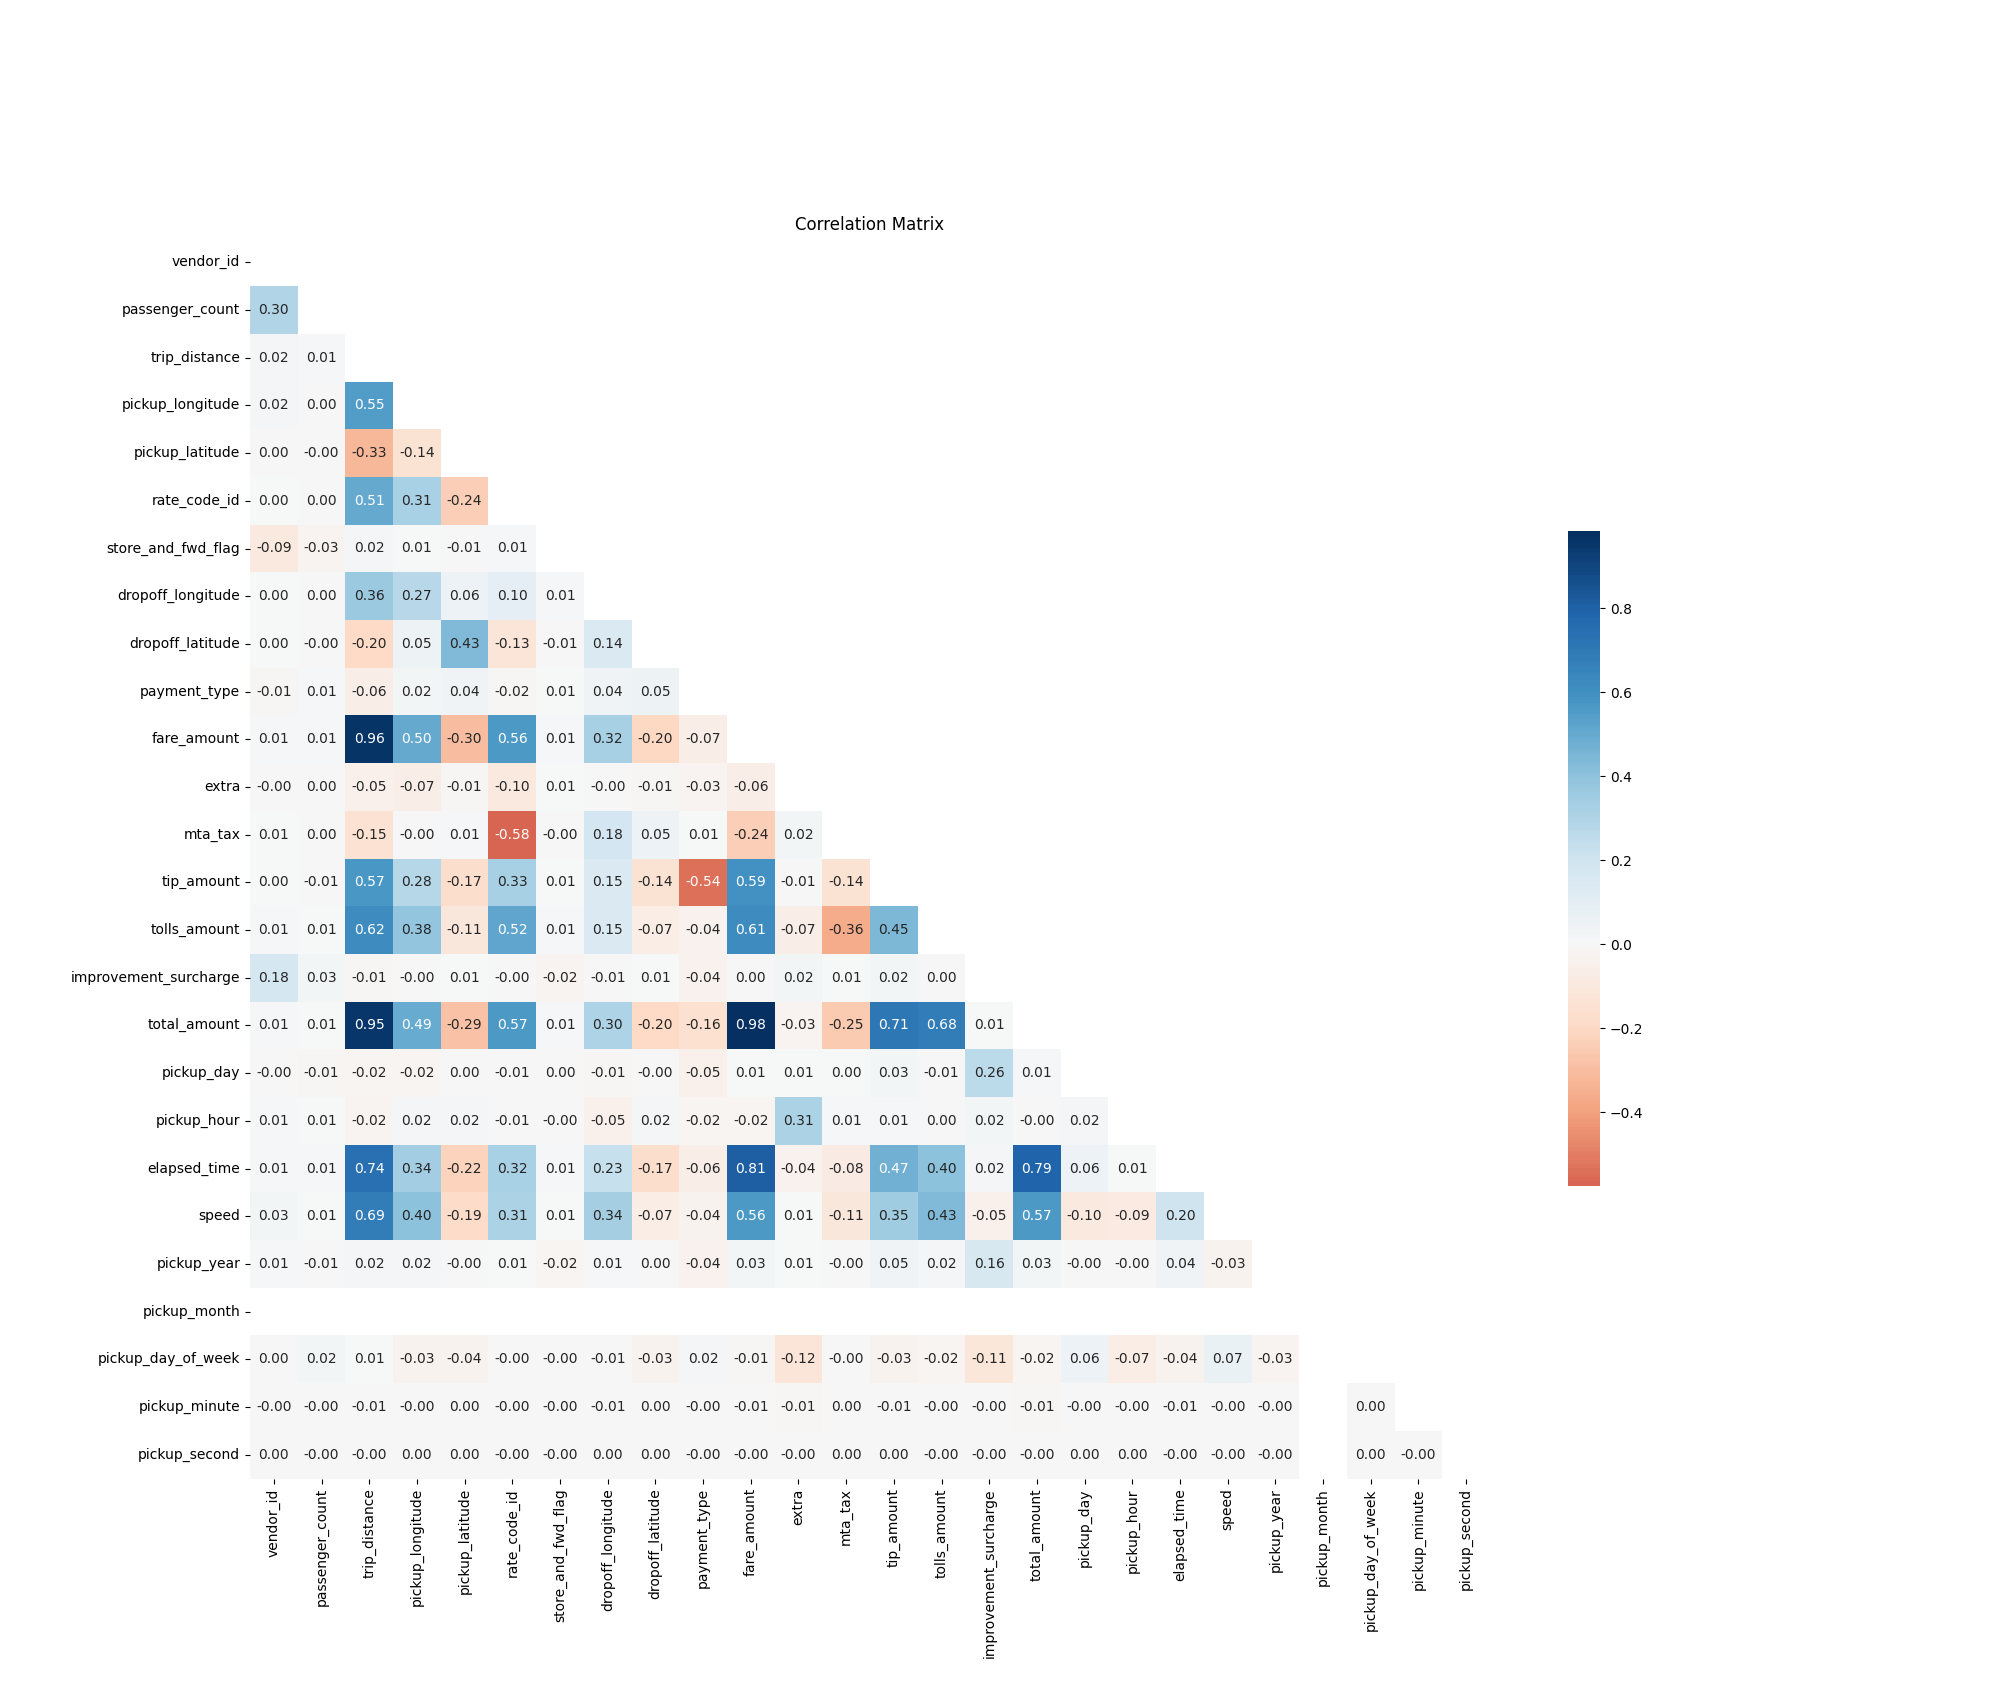 Correlation Matrix
vendor_id
passenger_count 0.30
trip_distance 0.02 0.01
pickup_longitude 0.02 0.00 0.55
pickup_latitude 0.00 -0.00 -0.33 -0.14
rate_code_id 0.00 0.00 0.51 0.31 -0.24
store_and_fwd_flag -0.09 -0.03 0.02 0.01 -0.01 0.01
dropoff_longitude 0.00 0.00 0.36 0.27 0.06 0.10 0.01
dropoff_latitude 0.00 -0.00 -0.20 0.05 0.43 -0.13 -0.01 0.14
payment_type -0.01 0.01 -0.06 0.02 0.04 -0.02 0.01 0.04 0.05
fare_amount 0.01 0.01 0.96 0.50 -0.30 0.56 0.01 0.32 -0.20 -0.07
extra -0.00 0.00 -0.05 -0.07 -0.01 -0.10 0.01 -0.00 -0.01 -0.03 -0.06
mta_tax 0.01 0.00 -0.15 -0.00 0.01 -0.58 -0.00 0.18 0.05 0.01 -0.24 0.02
tip_amount 0.00 -0.01 0.57 0.28 -0.17 0.33 0.01 0.15 -0.14 -0.54 0.59 -0.01 -0.14
tolls_amount 0.01 0.01 0.62 0.38 -0.11 0.52 0.01 0.15 -0.07 -0.04 0.61 -0.07 -0.36 0.45
improvement_surcharge 0.18 0.03 -0.01 -0.00 0.01 -0.00 -0.02 -0.01 0.01 -0.04 0.00 0.02 0.01 0.02 0.00
total_amount 0.01 0.01 0.95 0.49 -0.29 0.57 0.01 0.30 -0.20 -0.16 0.98 -0.03 -0.25 0.71 0.68 0.01
pickup_day -0.00 -0.01 -0.02 -0.02 0.00 -0.01 0.00 -0.01 -0.00 -0.05 0.01 0.01 0.00 0.03 -0.01 0.26 0.01
pickup_hour 0.01 0.01 -0.02 0.02 0.02 -0.01 -0.00 -0.05 0.02 -0.02 -0.02 0.31 0.01 0.01 0.00 0.02 -0.00 0.02
elapsed_time 0.01 0.01 0.74 0.34 -0.22 0.32 0.01 0.23 -0.17 -0.06 0.81 -0.04 -0.08 0.47 0.40 0.02 0.79 0.06 0.01
speed 0.03 0.01 0.69 0.40 -0.19 0.31 0.01 0.34 -0.07 -0.04 0.56 0.01 -0.11 0.35 0.43 -0.05 0.57 -0.10 -0.09 0.20
pickup_year 0.01 -0.01 0.02 0.02 -0.00 0.01 -0.02 0.01 0.00 -0.04 0.03 0.01 -0.00 0.05 0.02 0.16 0.03 -0.00 -0.00 0.04 -0.03
pickup_month
pickup_day_of_week 0.00 0.02 0.01 -0.03 -0.04 -0.00 -0.00 -0.01 -0.03 0.02 -0.01 -0.12 -0.00 -0.03 -0.02 -0.11 -0.02 0.06 -0.07 -0.04 0.07 -0.03
pickup_minute -0.00 -0.00 -0.01 -0.00 0.00 -0.00 -0.00 -0.01 0.00 -0.00 -0.01 -0.01 0.00 -0.01 -0.00 -0.00 -0.01 -0.00 -0.00 -0.01 -0.00 -0.00 0.00
pickup_second 0.00 -0.00 -0.00 0.00 0.00 -0.00 -0.00 0.00 0.00 -0.00 -0.00 -0.00 0.00 0.00 -0.00 -0.00 -0.00 0.00 0.00 -0.00 -0.00 -0.00 0.00 -0.00
vendor_id
passenger_count
trip_distance
pickup_longitude
pickup_latitude
rate_code_id
store_and_fwd_flag
dropoff_longitude
dropoff_latitude
payment_type
fare_amount
extra
mta_tax
tip_amount
tolls_amount
improvement_surcharge
total_amount
pickup_day
pickup_hour
elapsed_time
speed
pickup_year
pickup_month
pickup_day_of_week
pickup_minute
pickup_second
0.8
0.6
0.4
0.2
0.0
−0.2
−0.4